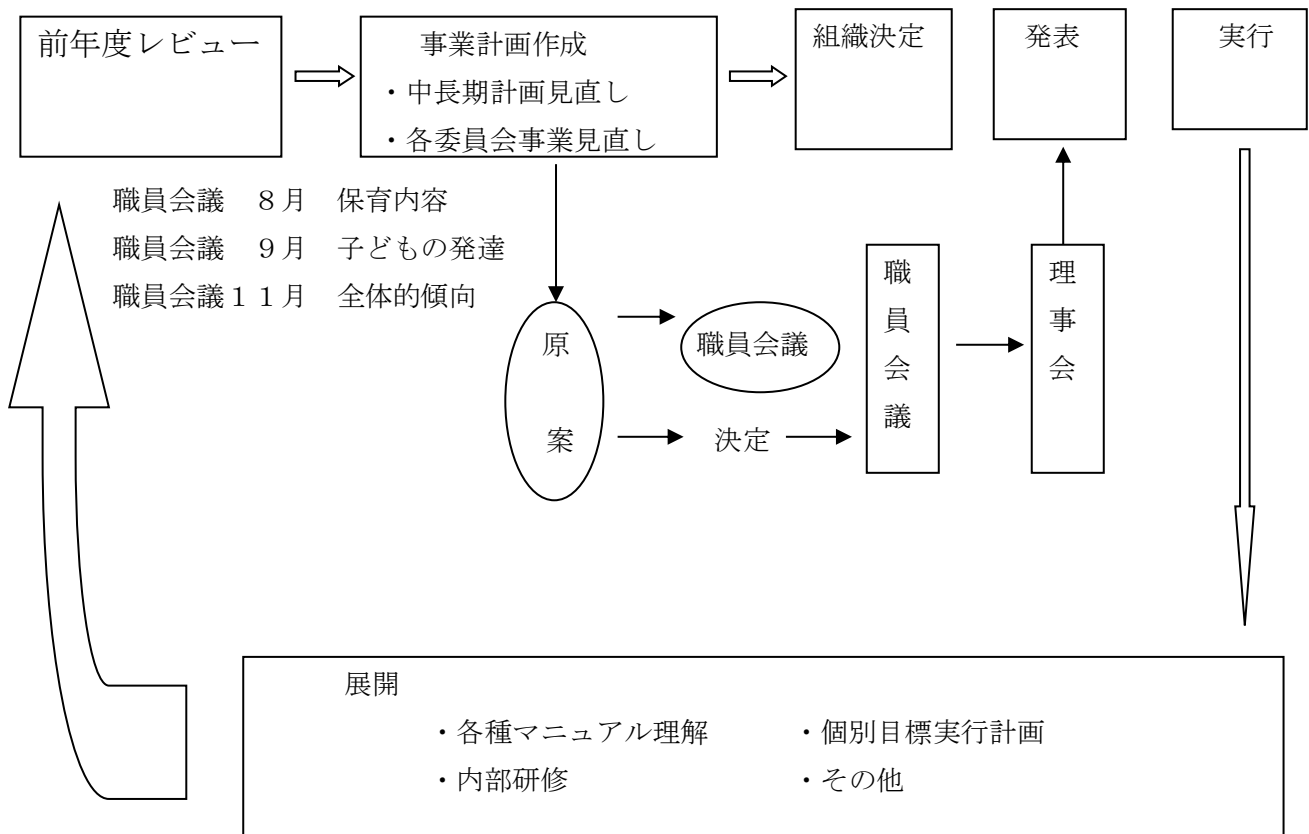 前年度レビュー
事業計画作成
・中長期計画見直し
・各委員会事業見直し
組織決定
発表
実行
職員会議　８月　保育内容
職員会議　９月　子どもの発達
職員会議１１月　全体的傾向
原案
職員会議
決定
職員会議
理事会
展開
・各種マニュアル理解　・個別目標実行計画
・内部研修　・その他